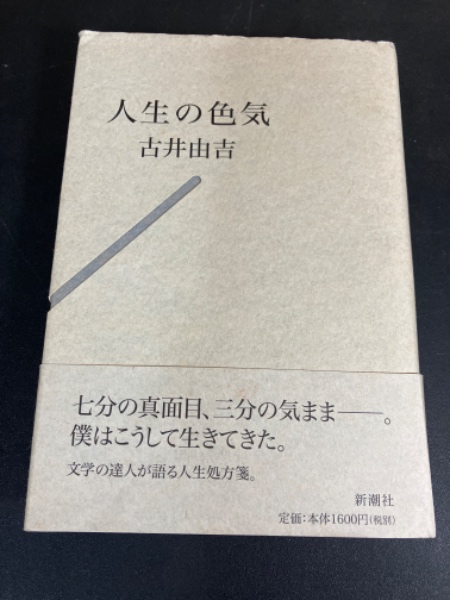 人生の色気
古井由吉
七分の真面目、三分の気まま——。
僕はこうして生きてきた。
文学の達人が語る人生処方箋。
新潮社
定価：本体1600円（税別）